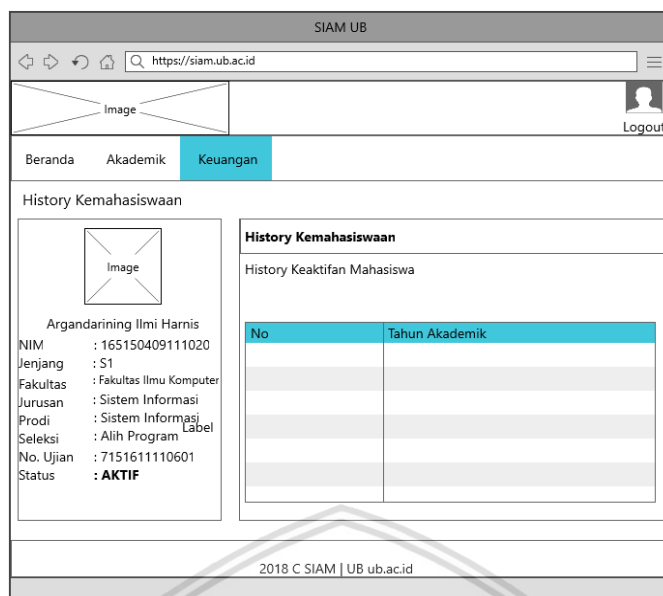 SIAM UB
https://siam.ub.ac.id
Image
Logout
Beranda Akademik Keuangan
History Kemahasiswaan
Image
Argandarining Ilmi Harnis
NIM : 165150409111020
Jenjang : S1
Fakultas : Fakultas Ilmu Komputer
Jurusan : Sistem Informasi
Prodi : Sistem Informasi
Label
Seleksi : Alih Program
No. Ujian : 7151611110601
Status : AKTIF
History Kemahasiswaan
History Keaktifan Mahasiswa
No Tahun Akademik
2018 C SIAM | UB ub.ac.id